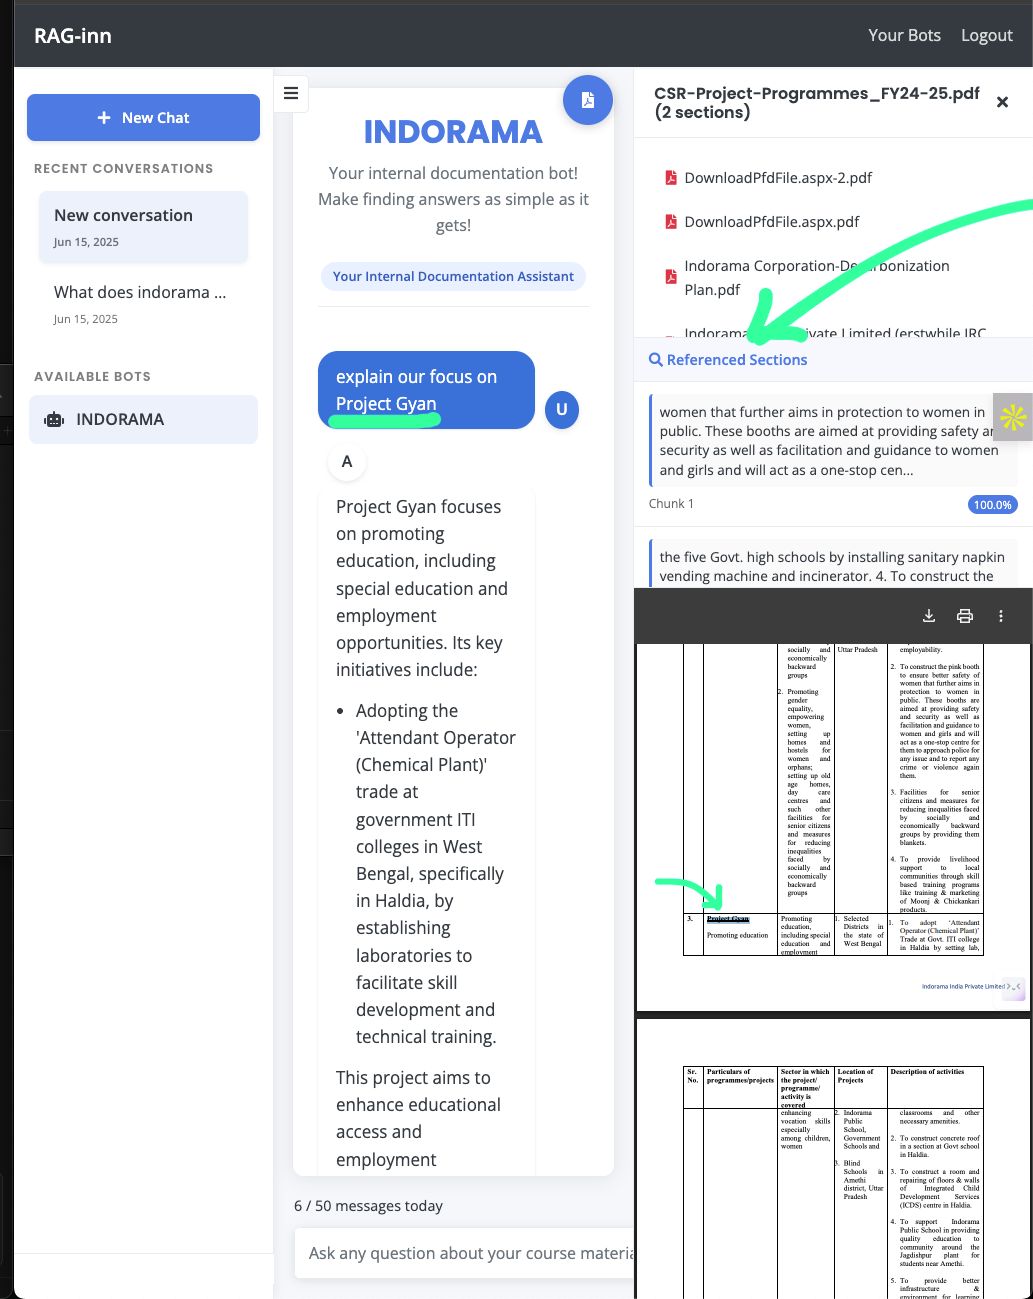 RAG-inn
Your Bots
Logout
New Chat
RECENT CONVERSATIONS
New conversation
Jun 15, 2025
What does indorama ...
Jun 15, 2025
AVAILABLE BOTS
INDORAMA
INDORAMA
Your internal documentation bot!
Make finding answers as simple as it
gets!
Your Internal Documentation Assistant
explain our focus on
Project Gyan
U
A
Project Gyan focuses
on promoting
education, including
special education and
employment
opportunities. Its key
initiatives include:
• Adopting the
'Attendant Operator
(Chemical Plant)'
trade at
government ITI
colleges in West
Bengal, specifically
in Haldia, by
establishing
laboratories to
facilitate skill
development and
technical training.
This project aims to
enhance educational
access and
employment
6 / 50 messages today
Ask any question about your course materia
CSR-Project-Programmes_FY24-25.pdf
(2 sections)
DownloadPfdFile.aspx-2.pdf
DownloadPfdFile.aspx.pdf
Indorama Corporation-Decarbonization
Plan.pdf
Indorama Private Limited (erstwhile IRC
Referenced Sections
women that further aims in protection to women in
public. These booths are aimed at providing safety an
security as well as facilitation and guidance to women
and girls and will act as a one-stop cen...
Chunk 1
100.0%
the five Govt. high schools by installing sanitary napkin
vending machine and incinerator. 4. To construct the
socially and
economically
backward
groups
2. Promoting
gender
equality,
empowering
women,
setting up
homes and
hostels for
women and
orphans;
setting up old
age homes,
day care
centres and
such other
facilities for
senior citizens
and measures
for reducing
inequalities
faced by
socially and
economically
backward
groups
Uttar Pradesh
employability.
2. To construct the pink booth
to ensure better safety of
women that further aims in
protection to women in
public. These booths are
aimed at providing safety
and security as well as
facilitation and guidance to
women and girls and will
act as a one-stop centre for
them to approach police for
any issue and to report any
crime or violence again
them.
3. Facilities for senior
citizens and measures for
reducing inequalities faced
by socially and
economically backward
groups by providing them
blankets.
4. To provide livelihood
support to local
communities through skill
based training programs
like training & marketing
of Moonj & Chickankari
products.
3.
Project Gyan
Promoting education
Promoting
education,
including special
education and
employment
1. Selected
Districts in
the state of
West Bengal
1. To adopt 'Attendant
Operator (Chemical Plant)'
Trade at Govt. ITI college
in Haldia by setting lab,
Indorama India Private Limited
Sr.
No.
Particulars of
programmes/projects
Sector in which
the project/
programme/
activity is
covered
Location of
Projects
Description of activities
enhancing
vocation skills
especially
among children,
women
2. Indorama
Public
School,
Government
Schools and
3. Blind
Schools in
Amethi
district, Uttar
Pradesh
classrooms and other
necessary amenities.
2. To construct concrete roof
in a section at Govt school
in Haldia.
3. To construct a room and
repairing of floors & walls
of Integrated Child
Development Services
(ICDS) centre in Haldia.
4. To support Indorama
Public School in providing
quality education to
community around the
Jagdishpur plant for
students near Amethi.
5. To provide better
infrastructure &
environment for learning